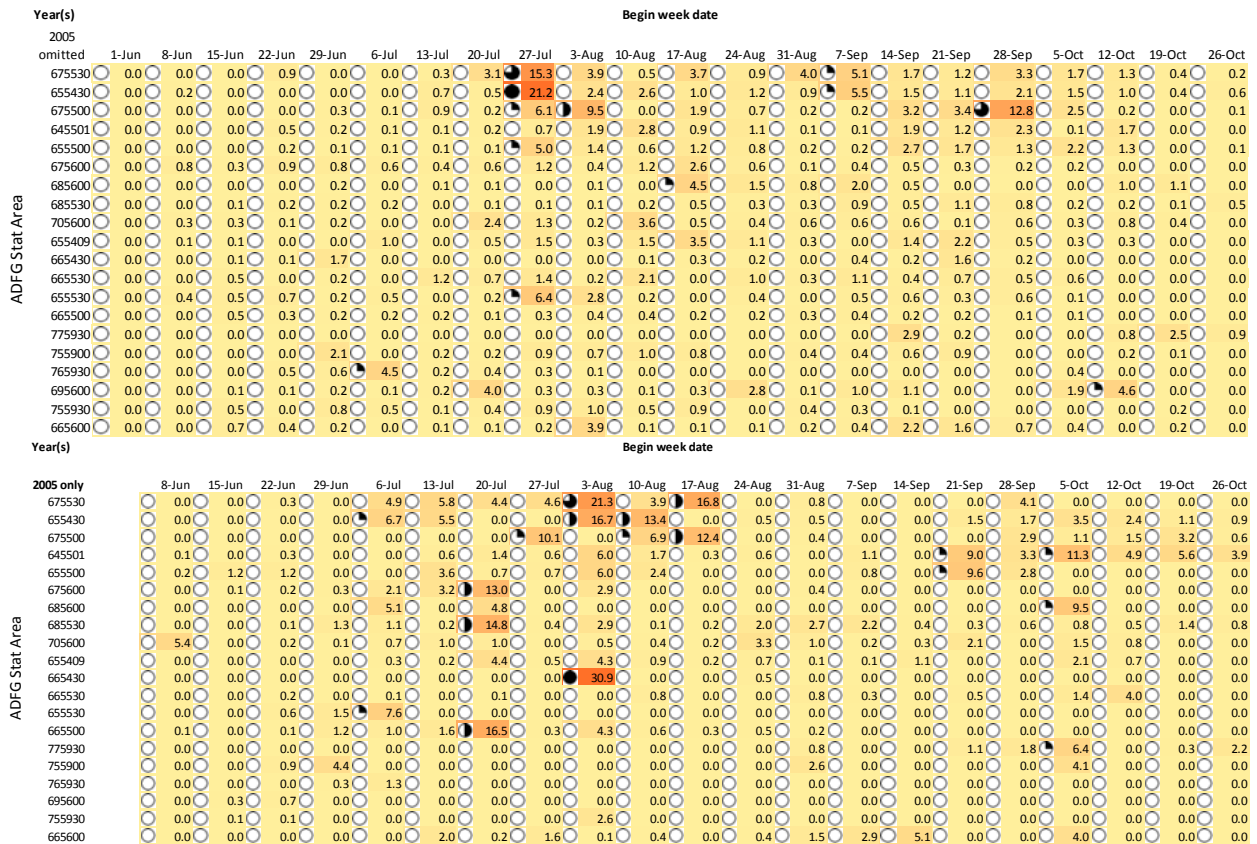 Year(s) Begin week date
2005
omitted 1-Jun 8-Jun 15-Jun 22-Jun 29-Jun 6-Jul 13-Jul 20-Jul 27-Jul 3-Aug 10-Aug 17-Aug 24-Aug 31-Aug 7-Sep 14-Sep 21-Sep 28-Sep 5-Oct 12-Oct 19-Oct 26-Oct
ADFG Stat Area
675530 0.0 0.0 0.0 0.9 0.0 0.0 0.3 3.1 15.3 3.9 0.5 3.7 0.9 4.0 5.1 1.7 1.2 3.3 1.7 1.3 0.4 0.2
655430 0.0 0.2 0.0 0.0 0.0 0.0 0.7 0.5 21.2 2.4 2.6 1.0 1.2 0.9 5.5 1.5 1.1 2.1 1.5 1.0 0.4 0.6
675500 0.0 0.0 0.0 0.0 0.3 0.1 0.9 0.2 6.1 9.5 0.0 1.9 0.7 0.2 0.2 3.2 3.4 12.8 2.5 0.2 0.0 0.1
645501 0.0 0.0 0.0 0.5 0.2 0.1 0.1 0.2 0.7 1.9 2.8 0.9 1.1 0.1 0.1 1.9 1.2 2.3 0.1 1.7 0.0 0.0
655500 0.0 0.0 0.0 0.2 0.1 0.1 0.1 0.1 5.0 1.4 0.6 1.2 0.8 0.2 0.2 2.7 1.7 1.3 2.2 1.3 0.0 0.1
675600 0.0 0.8 0.3 0.9 0.8 0.6 0.4 0.6 1.2 0.4 1.2 2.6 0.6 0.1 0.4 0.5 0.3 0.2 0.2 0.0 0.0 0.0
685600 0.0 0.0 0.0 0.0 0.2 0.0 0.1 0.1 0.0 0.1 0.0 4.5 1.5 0.8 2.0 0.5 0.0 0.0 0.0 1.0 1.1 0.0
685530 0.0 0.0 0.1 0.2 0.2 0.2 0.1 0.0 0.1 0.1 0.2 0.5 0.3 0.3 0.9 0.5 1.1 0.8 0.2 0.2 0.1 0.5
705600 0.0 0.3 0.3 0.1 0.2 0.0 0.0 2.4 1.3 0.2 3.6 0.5 0.4 0.6 0.6 0.6 0.1 0.6 0.3 0.8 0.4 0.0
655409 0.0 0.1 0.1 0.0 0.0 1.0 0.0 0.5 1.5 0.3 1.5 3.5 1.1 0.3 0.0 1.4 2.2 0.5 0.3 0.3 0.0 0.0
665430 0.0 0.0 0.1 0.1 1.7 0.0 0.0 0.0 0.0 0.1 0.0 0.3 0.2 0.0 0.0 0.2 1.6 0.2 0.0 0.0 0.0 0.0
665530 0.0 0.0 0.5 0.0 0.2 0.0 1.2 0.7 1.4 0.2 2.1 0.0 1.0 0.3 1.1 0.4 0.7 0.5 0.6 0.0 0.0 0.0
655530 0.0 0.4 0.5 0.7 0.2 0.5 0.0 0.2 6.4 2.8 0.2 0.0 0.4 0.0 0.5 0.6 0.3 0.6 0.1 0.0 0.0 0.0
665500 0.0 0.0 0.5 0.3 0.2 0.2 0.2 0.1 0.3 0.4 0.4 0.2 0.2 0.0 0.2 0.2 0.2 0.1 0.1 0.0 0.0 0.0
775930 0.0 0.0 0.0 0.0 0.0 0.0 0.0 0.0 0.0 0.0 0.0 0.0 0.0 0.0 0.0 2.9 0.2 0.0 0.0 0.8 2.5 0.9
755900 0.0 0.0 0.0 0.0 2.1 0.0 0.2 0.2 0.9 0.7 1.0 0.8 0.0 0.4 0.4 0.6 0.9 0.0 0.0 0.2 0.1 0.0
765930 0.0 0.0 0.0 0.5 0.6 4.5 0.2 0.4 0.3 0.1 0.0 0.0 0.0 0.0 0.0 0.0 0.0 0.0 0.4 0.0 0.0 0.0
695600 0.0 0.0 0.1 0.1 0.2 0.1 0.2 4.0 0.3 0.3 0.1 0.3 2.8 0.1 1.0 1.1 0.0 0.0 1.9 4.6 0.0 0.0
755930 0.0 0.0 0.5 0.0 0.8 0.5 0.1 0.4 0.9 1.0 0.5 0.9 0.0 0.4 0.3 0.1 0.0 0.0 0.0 0.0 0.2 0.0
665600 0.0 0.0 0.7 0.4 0.2 0.0 0.1 0.1 0.2 3.9 0.1 0.1 0.1 0.2 0.4 2.2 1.6 0.7 0.4 0.0 0.2 0.0
Year(s) Begin week date
2005 only 8-Jun 15-Jun 22-Jun 29-Jun 6-Jul 13-Jul 20-Jul 27-Jul 3-Aug 10-Aug 17-Aug 24-Aug 31-Aug 7-Sep 14-Sep 21-Sep 28-Sep 5-Oct 12-Oct 19-Oct 26-Oct
ADFG Stat Area
675530 0.0 0.0 0.3 0.0 4.9 5.8 4.4 4.6 21.3 3.9 16.8 0.0 0.8 0.0 0.0 0.0 4.1 0.0 0.0 0.0 0.0
655430 0.0 0.0 0.0 0.0 6.7 5.5 0.0 0.0 16.7 13.4 0.0 0.5 0.5 0.0 0.0 1.5 1.7 3.5 2.4 1.1 0.9
675500 0.0 0.0 0.0 0.0 0.0 0.0 0.0 10.1 0.0 6.9 12.4 0.0 0.4 0.0 0.0 0.0 2.9 1.1 1.5 3.2 0.6
645501 0.1 0.0 0.3 0.0 0.0 0.6 1.4 0.6 6.0 1.7 0.3 0.6 0.0 1.1 0.0 9.0 3.3 11.3 4.9 5.6 3.9
655500 0.2 1.2 1.2 0.0 0.0 3.6 0.7 0.7 6.0 2.4 0.0 0.0 0.0 0.8 0.0 9.6 2.8 0.0 0.0 0.0 0.0
675600 0.0 0.1 0.2 0.3 2.1 3.2 13.0 0.0 2.9 0.0 0.0 0.0 0.4 0.0 0.0 0.0 0.0 0.0 0.0 0.0 0.0
685600 0.0 0.0 0.0 0.0 5.1 0.0 4.8 0.0 0.0 0.0 0.0 0.0 0.0 0.0 0.0 0.0 0.0 9.5 0.0 0.0 0.0
685530 0.0 0.0 0.1 1.3 1.1 0.2 14.8 0.4 2.9 0.1 0.2 2.0 2.7 2.2 0.4 0.3 0.6 0.8 0.5 1.4 0.8
705600 5.4 0.0 0.2 0.1 0.7 1.0 1.0 0.0 0.5 0.4 0.2 3.3 1.0 0.2 0.3 2.1 0.0 1.5 0.8 0.0 0.0
655409 0.0 0.0 0.0 0.0 0.3 0.2 4.4 0.5 4.3 0.9 0.2 0.7 0.1 0.1 1.1 0.0 0.0 2.1 0.7 0.0 0.0
665430 0.0 0.0 0.0 0.0 0.0 0.0 0.0 0.0 30.9 0.0 0.0 0.5 0.0 0.0 0.0 0.0 0.0 0.0 0.0 0.0 0.0
665530 0.0 0.0 0.2 0.0 0.1 0.0 0.1 0.0 0.0 0.8 0.0 0.0 0.8 0.3 0.0 0.5 0.0 1.4 4.0 0.0 0.0
655530 0.0 0.0 0.6 1.5 7.6 0.0 0.0 0.0 0.0 0.0 0.0 0.0 0.0 0.0 0.0 0.0 0.0 0.0 0.0 0.0 0.0
665500 0.1 0.0 0.1 1.2 1.0 1.6 16.5 0.3 4.3 0.6 0.3 0.5 0.2 0.0 0.0 0.0 0.0 0.0 0.0 0.0 0.0
775930 0.0 0.0 0.0 0.0 0.0 0.0 0.0 0.0 0.0 0.0 0.0 0.0 0.8 0.0 0.0 1.1 1.8 6.4 0.0 0.3 2.2
755900 0.0 0.0 0.9 4.4 0.0 0.0 0.0 0.0 0.0 0.0 0.0 0.0 2.6 0.0 0.0 0.0 0.0 4.1 0.0 0.0 0.0
765930 0.0 0.0 0.0 0.3 1.3 0.0 0.0 0.0 0.0 0.0 0.0 0.0 0.0 0.0 0.0 0.0 0.0 0.0 0.0 0.0 0.0
695600 0.0 0.3 0.7 0.0 0.0 0.0 0.0 0.0 0.0 0.0 0.0 0.0 0.0 0.0 0.0 0.0 0.0 0.0 0.0 0.0 0.0
755930 0.0 0.1 0.1 0.0 0.0 0.0 0.0 0.0 2.6 0.0 0.0 0.0 0.0 0.0 0.0 0.0 0.0 0.0 0.0 0.0 0.0
665600 0.0 0.0 0.0 0.0 0.0 2.0 0.2 1.6 0.1 0.4 0.0 0.4 1.5 2.9 5.1 0.0 0.0 4.0 0.0 0.0 0.0